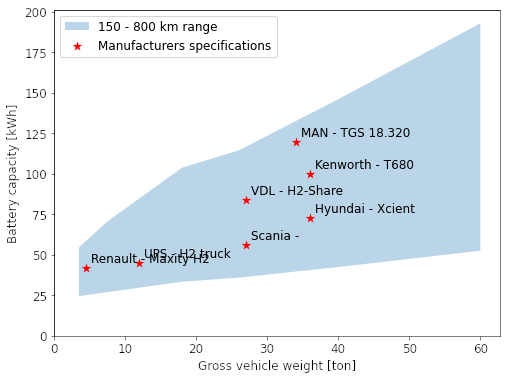 150 - 800 km range
Manufacturers specifications
Battery capacity [kWh]
200
175
150
125
100
75
50
25
0
MAN - TGS 18.320
Kenworth - T680
VDL - H2-Share
Hyundai - Xcient
Scania -
UPS - H2 truck
Renault - Maxity H2
0 10 20 30 40 50 60
Gross vehicle weight [ton]